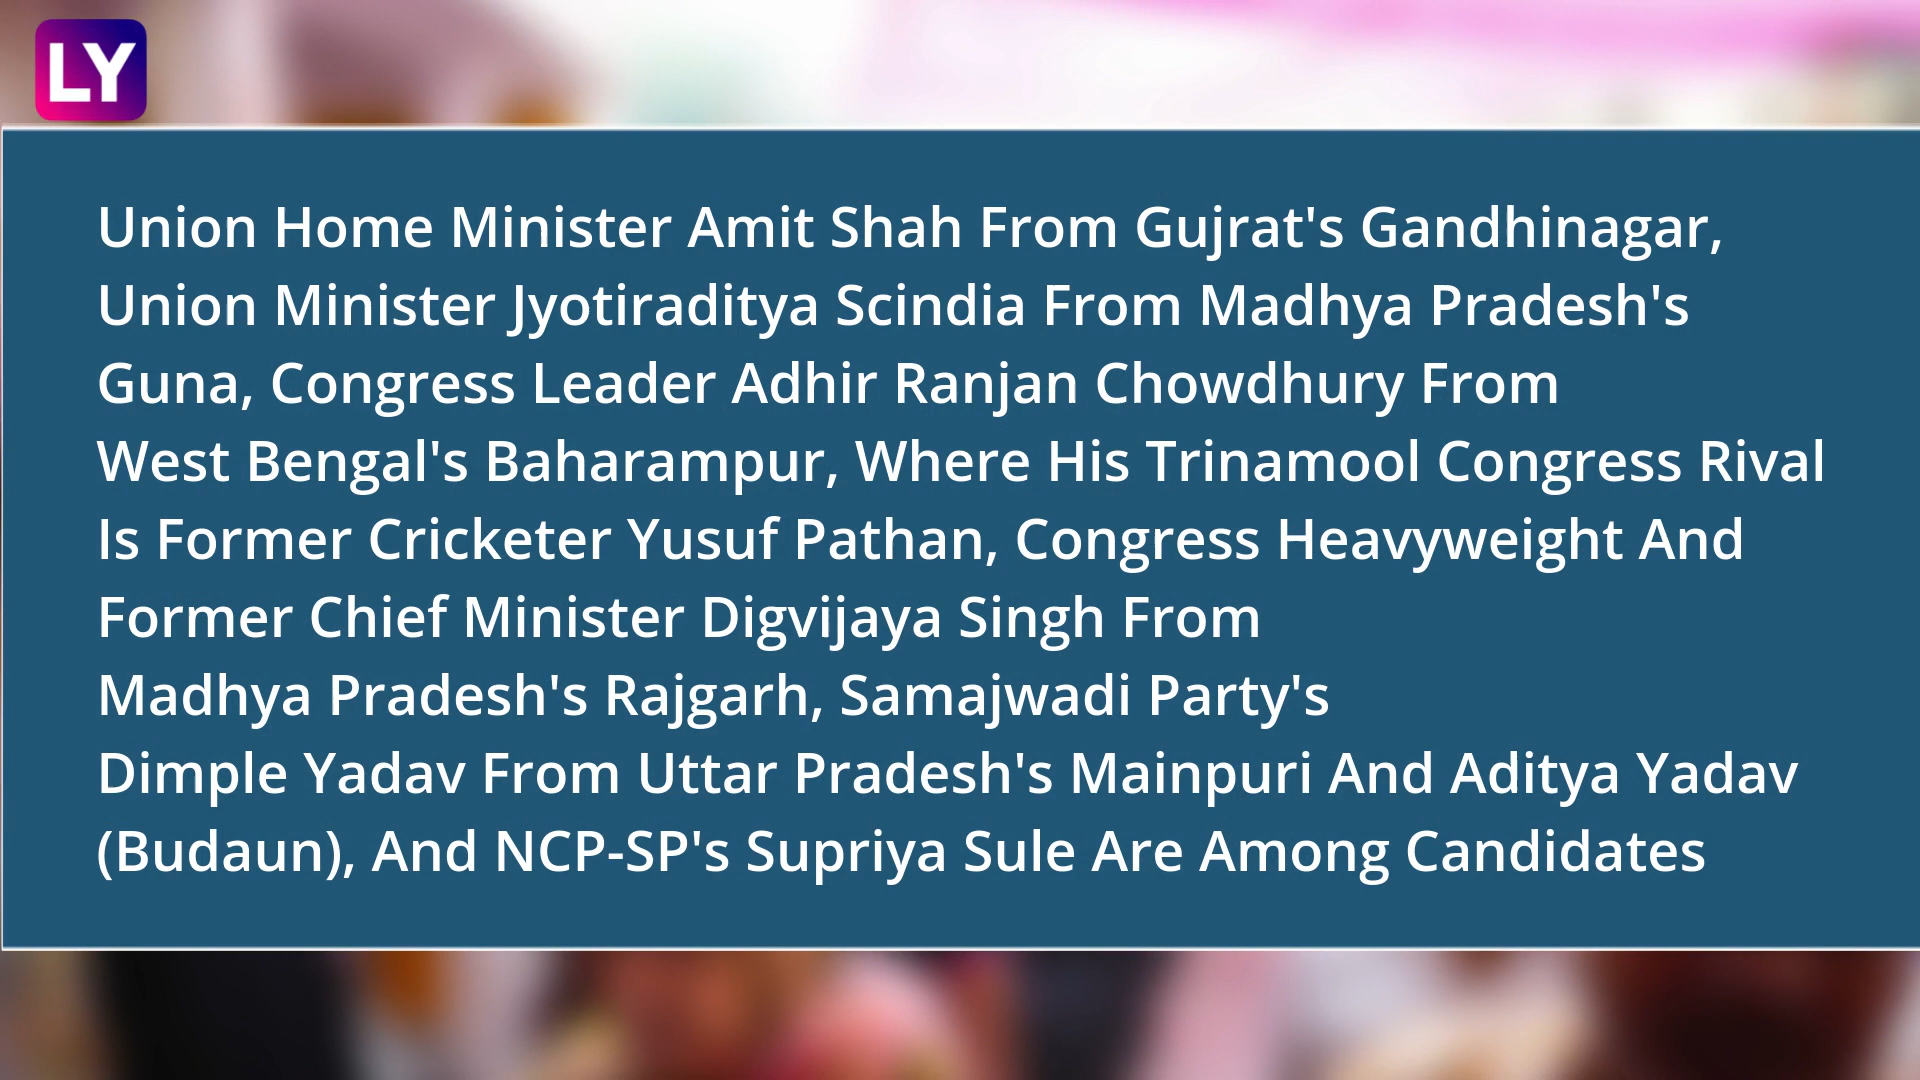 LY
Union Home Minister Amit Shah From Gujrat's Gandhinagar,
Union Minister Jyotiraditya Scindia From Madhya Pradesh's
Guna, Congress Leader Adhir Ranjan Chowdhury From
West Bengal's Baharampur, Where His Trinamool Congress Rival
Is Former Cricketer Yusuf Pathan, Congress Heavyweight And
Former Chief Minister Digvijaya Singh From
Madhya Pradesh's Rajgarh, Samajwadi Party's
Dimple Yadav From Uttar Pradesh's Mainpuri And Aditya Yadav
(Budaun), And NCP-SP's Supriya Sule Are Among Candidates